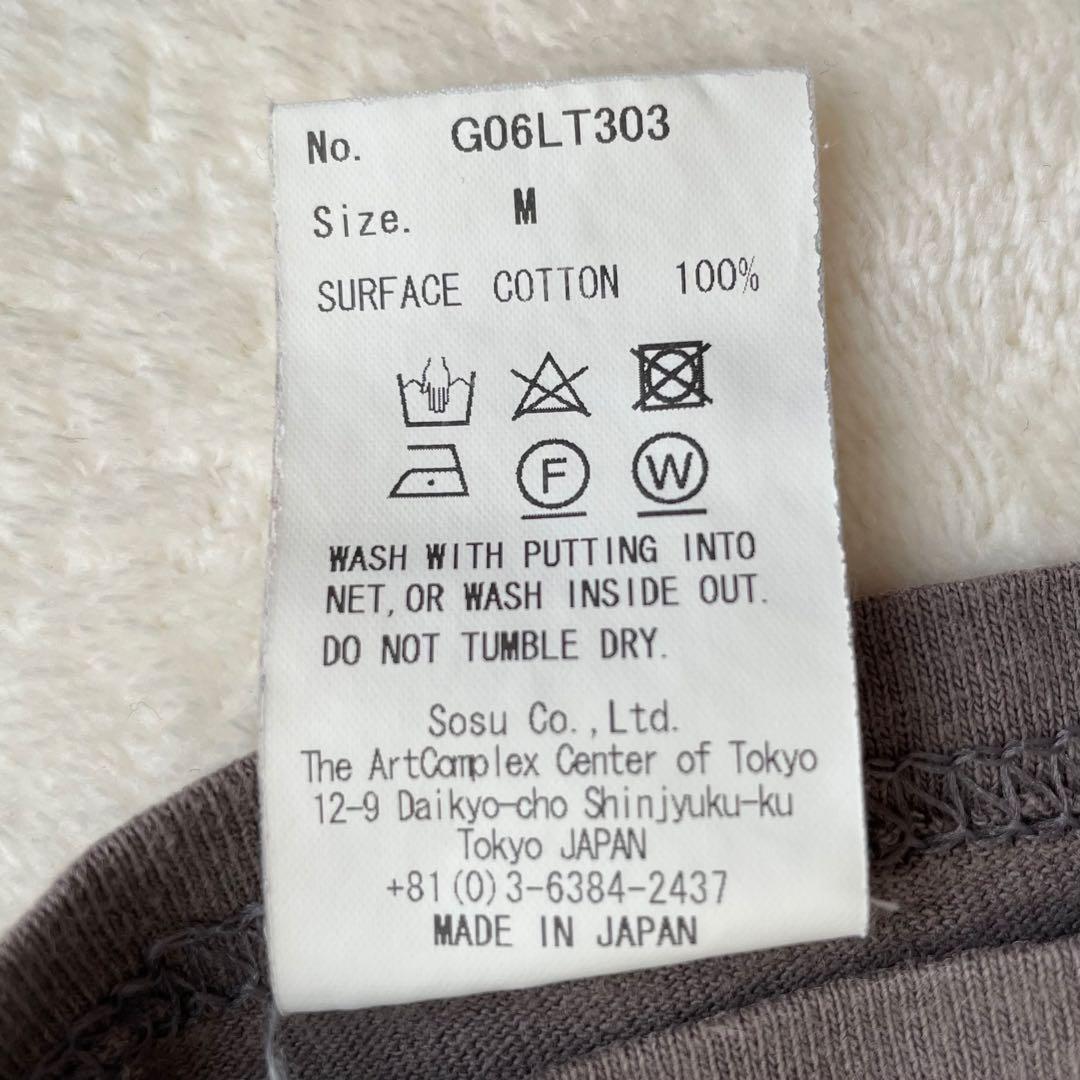 No. G06LT303
Size. M
SURFACE COTTON 100%
F W
WASH WITH PUTTING INTO
NET,OR WASH INSIDE OUT.
DO NOT TUMBLE DRY.
Sosu Co.,Ltd.
The ArtComplex Center of Tokyo
12-9 Daikyo-cho Shinjyuku-ku
Tokyo JAPAN
+81(0)3-6384-2437
MADE IN JAPAN